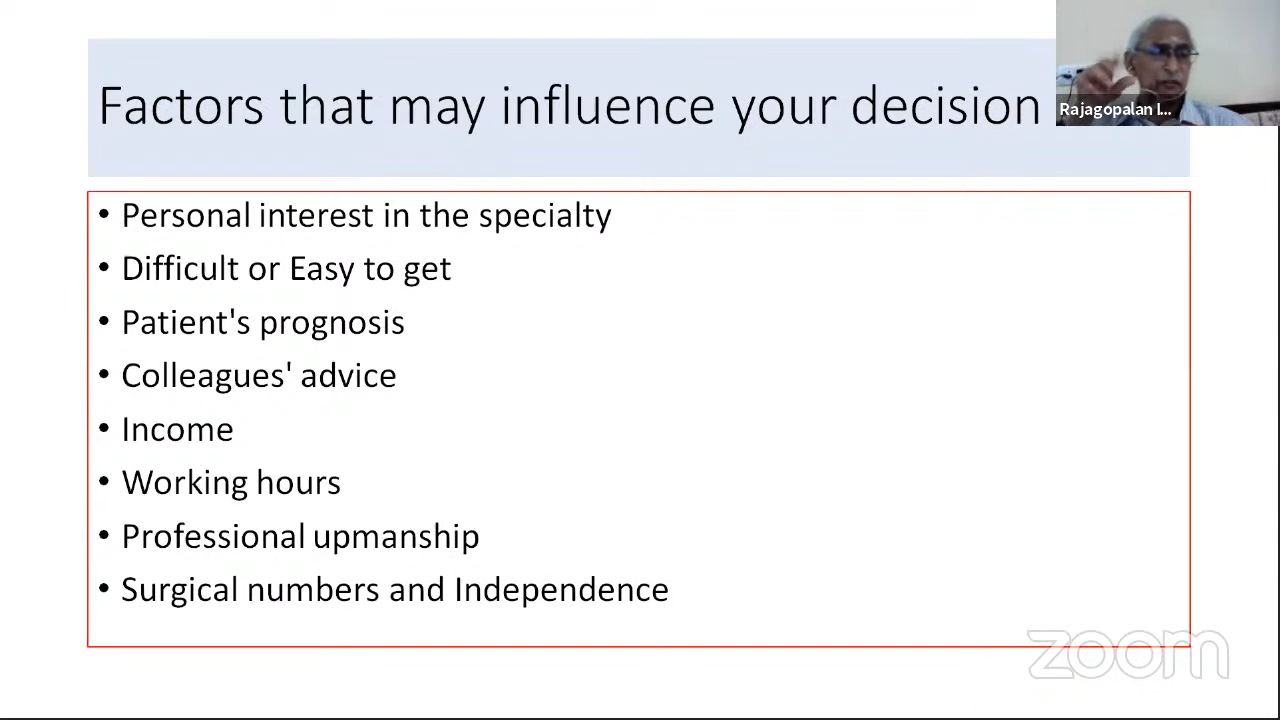 Factors that may influence your decision
Rajagopalan I...
• Personal interest in the specialty
• Difficult or Easy to get
• Patient's prognosis
• Colleagues' advice
• Income
• Working hours
• Professional upmanship
• Surgical numbers and Independence
zoom